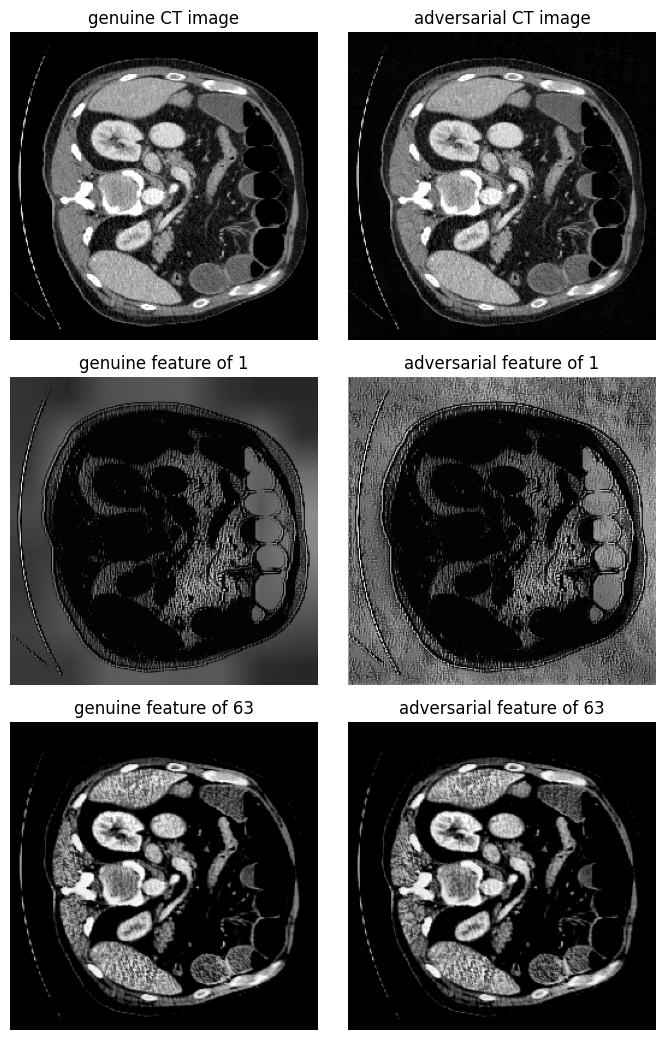 genuine CT image
adversarial CT image
genuine feature of 1
adversarial feature of 1
genuine feature of 63
adversarial feature of 63